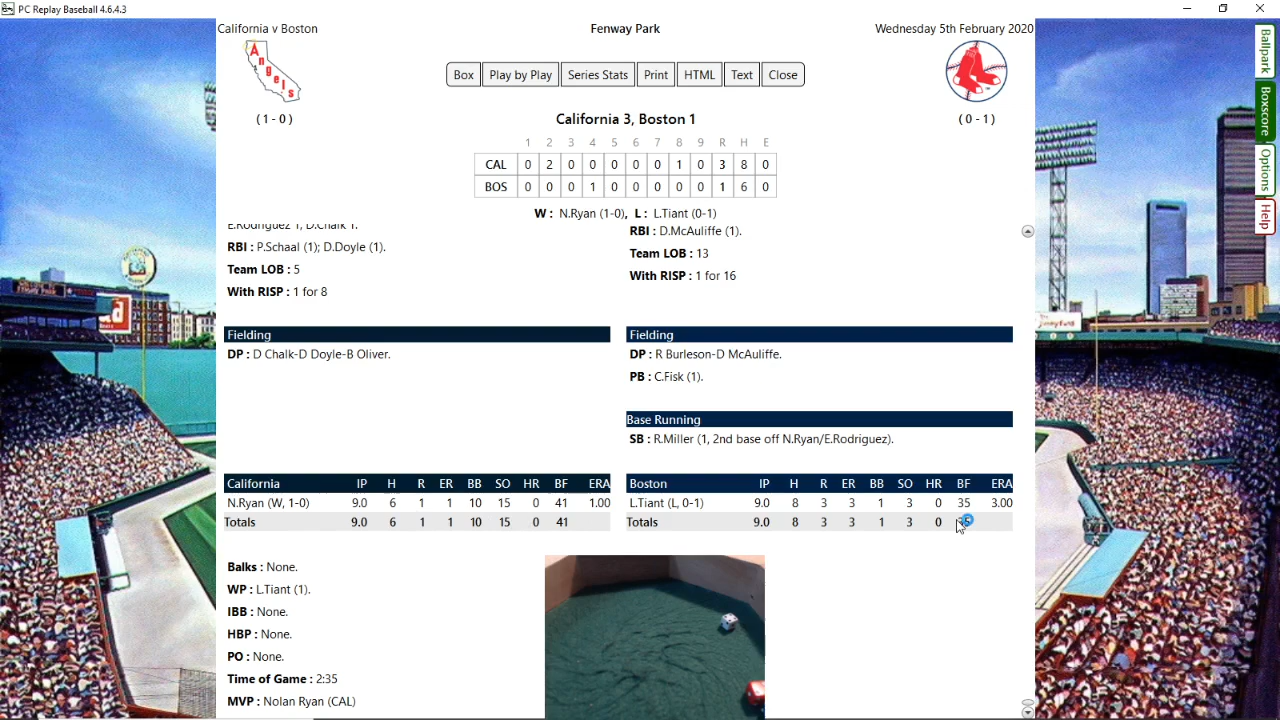 PC Replay Baseball 4.6.4.3
California v Boston
Fenway Park
Wednesday 5th February 2020
Angels
Box Play by Play Series Stats Print HTML Text Close
(1-0)
California 3, Boston 1
(0-1)
1 2 3 4 5 6 7 8 9 R H E
CAL 0 2 0 0 0 0 0 1 0 3 8 0
BOS 0 0 0 1 0 0 0 0 0 1 6 0
W : N.Ryan (1-0), L : L.Tiant (0-1)
E.Rodriguez 1; D.Chalk 1.
RBI : P.Schaal (1); D.Doyle (1).
Team LOB : 5
With RISP : 1 for 8
RBI : D.McAuliffe (1).
Team LOB : 13
With RISP : 1 for 16
Fielding
DP : D Chalk-D Doyle-B Oliver.
Fielding
DP : R Burleson-D McAuliffe.
PB : C.Fisk (1).
Base Running
SB : R.Miller (1, 2nd base off N.Ryan/E.Rodriguez).
California IP H R ER BB SO HR BF ERA
N.Ryan (W, 1-0) 9.0 6 1 1 10 15 0 41 1.00
Totals 9.0 6 1 1 10 15 0 41
Boston IP H R ER BB SO HR BF ERA
L.Tiant (L, 0-1) 9.0 8 3 3 1 3 0 35 3.00
Totals 9.0 8 3 3 1 3 0 35
Balks : None.
WP : L.Tiant (1).
IBB : None.
HBP : None.
PO : None.
Time of Game : 2:35
MVP : Nolan Ryan (CAL)
Ballpark
Boxscore
Options
Help